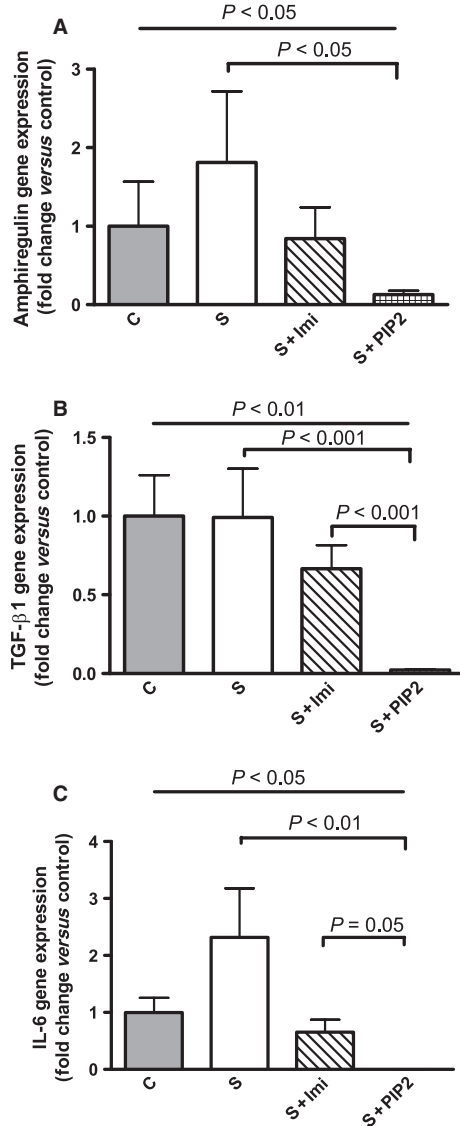 A
P < 0.05
P < 0.05
Amphiregulin gene expression
(fold change versus control)
3
2
1
0
C
S
S + Imi
S + PIP2
B
P < 0.01
P < 0.001
P < 0.001
TGF-β1 gene expression
(fold change versus control)
1.5
1.0
0.5
0.0
C
S
S + Imi
S + PIP2
C
P < 0.05
P < 0.01
P = 0.05
IL-6 gene expression
(fold change versus control)
4
3
2
1
0
C
S
S + Imi
S + PIP2